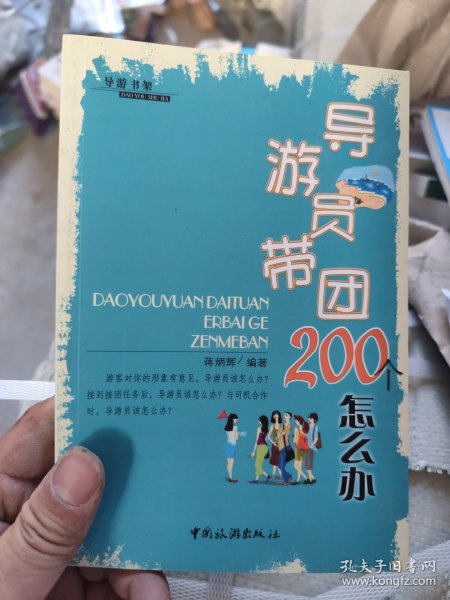 导游书架
DAO YOU SHU JIA
导游员带团200个怎么办
DAOYOUYUAN DAITUAN
ERBAI GE
ZENMEBAN
蒋炳辉/编著
游客对你的形象有意见，导游员该怎么办？
接到接团任务后，导游员该怎么办？与司机合作
时，导游员该怎么办？
中国旅游出版社
孔夫子旧书网
www.kongfz.com